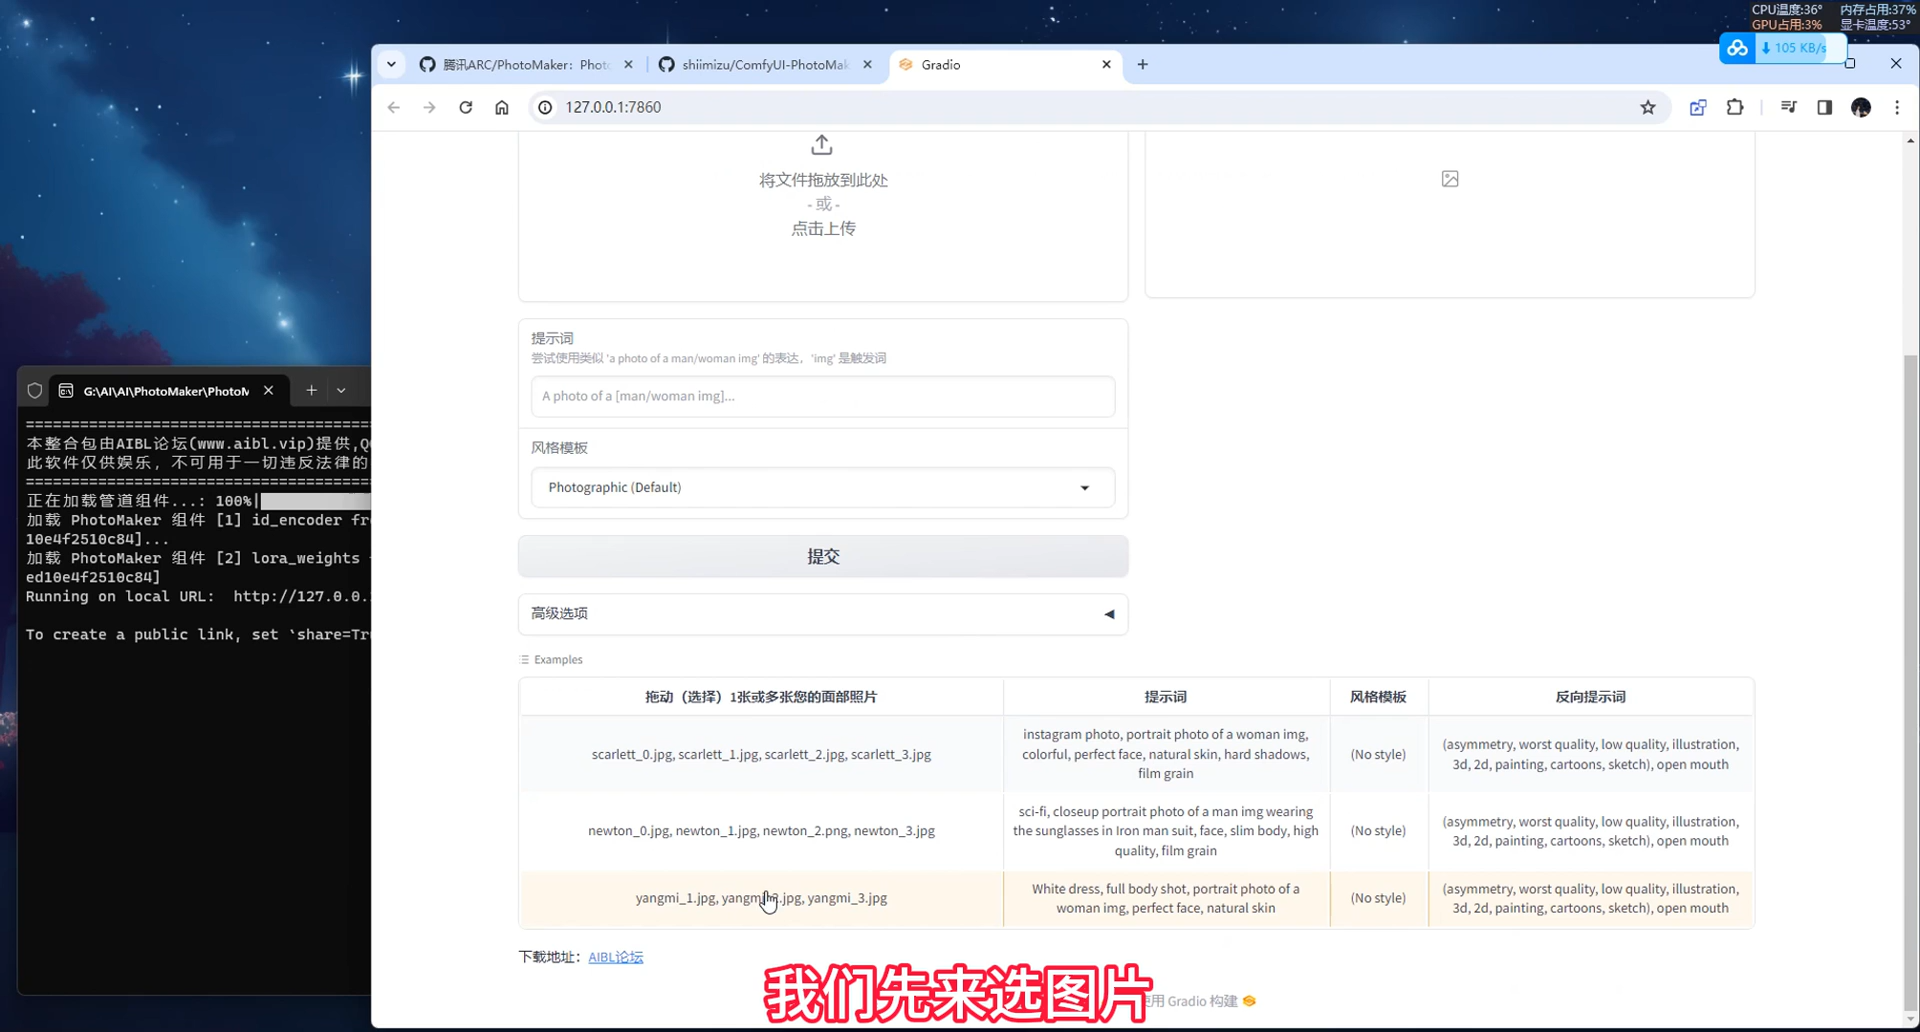 CPU温度:36° 内存占用:37%
GPU占用:3% 显卡温度:53°
105 KB/s
腾讯ARC/PhotoMaker: Phot
shiimizu/ComfyUI-PhotoMak
Gradio
127.0.0.1:7860
将文件拖放到此处
- 或 -
点击上传
提示词
尝试使用类似 'a photo of a man/woman img' 的表达，'img' 是触发词
A photo of a [man/woman img]...
风格模板
Photographic (Default)
提交
高级选项
Examples
拖动（选择）1张或多张您的面部照片 提示词 风格模板 反向提示词
scarlett_0.jpg, scarlett_1.jpg, scarlett_2.jpg, scarlett_3.jpg
instagram photo, portrait photo of a woman img,
colorful, perfect face, natural skin, hard shadows,
film grain
(No style)
(asymmetry, worst quality, low quality, illustration,
3d, 2d, painting, cartoons, sketch), open mouth
newton_0.jpg, newton_1.jpg, newton_2.png, newton_3.jpg
sci-fi, closeup portrait photo of a man img wearing
the sunglasses in Iron man suit, face, slim body, high
quality, film grain
(No style)
(asymmetry, worst quality, low quality, illustration,
3d, 2d, painting, cartoons, sketch), open mouth
yangmi_1.jpg, yangmi_2.jpg, yangmi_3.jpg
White dress, full body shot, portrait photo of a
woman img, perfect face, natural skin
(No style)
(asymmetry, worst quality, low quality, illustration,
3d, 2d, painting, cartoons, sketch), open mouth
下载地址： AIBL论坛
用 Gradio 构建
我们先来选图片
G:\AI\AI\PhotoMaker\PhotoM
本整合包由AIBL论坛(www.aibl.vip)提供,Q
此软件仅供娱乐，不可用于一切违反法律的
正在加载管道组件...: 100%|
加载 PhotoMaker 组件 [1] id_encoder fr
10e4f2510c84]...
加载 PhotoMaker 组件 [2] lora_weights
ed10e4f2510c84]
Running on local URL:  http://127.0.0.
To create a public link, set `share=Tr